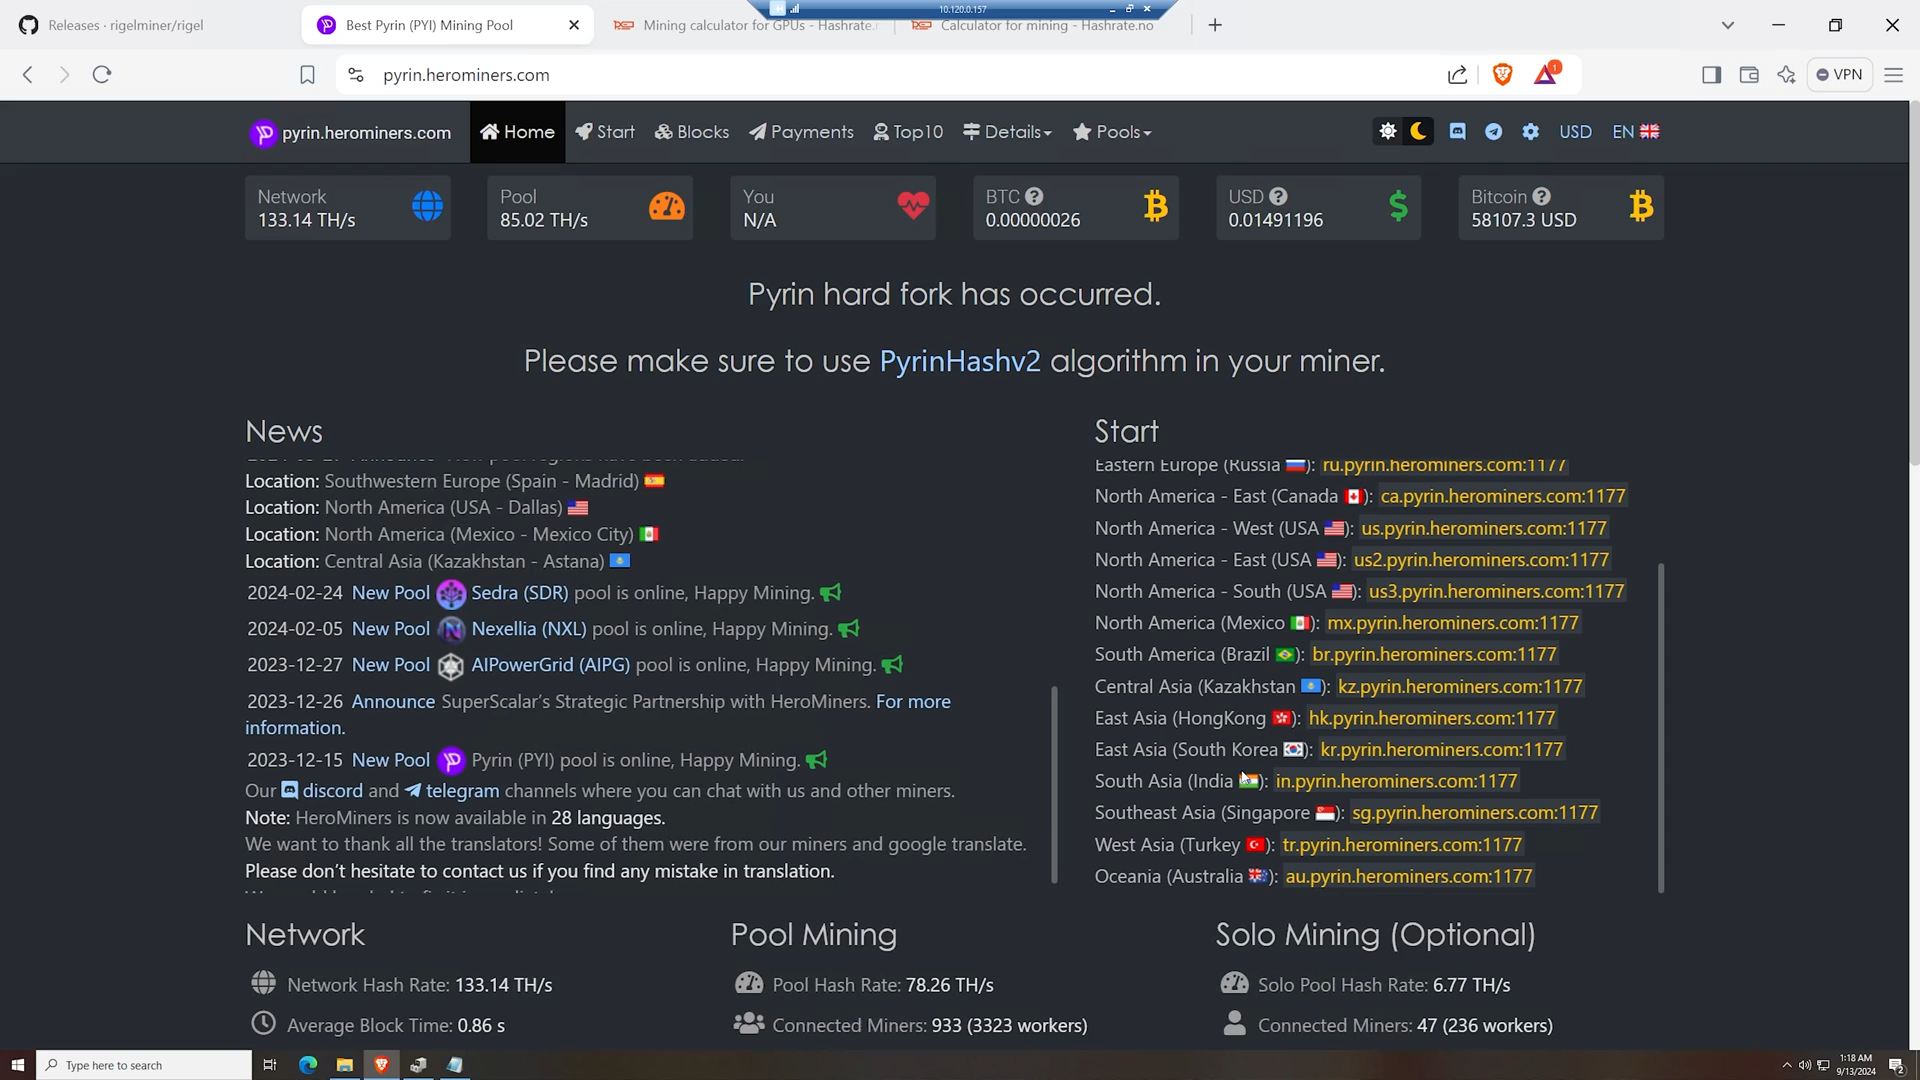 10.120.0.157
Releases · rigelminer/rigel
Best Pyrin (PYI) Mining Pool
Mining calculator for GPUs - Hashrate.n
Calculator for mining - Hashrate.no
pyrin.herominers.com
1
VPN
pyrin.herominers.com
Home
Start
Blocks
Payments
Top10
Details
Pools
USD
EN
Network
133.14 TH/s
Pool
85.02 TH/s
You
N/A
BTC
0.00000026
USD
0.01491196
Bitcoin
58107.3 USD
Pyrin hard fork has occurred.
Please make sure to use PyrinHashv2 algorithm in your miner.
News
Location: Southwestern Europe (Spain - Madrid)
Location: North America (USA - Dallas)
Location: North America (Mexico - Mexico City)
Location: Central Asia (Kazakhstan - Astana)
2024-02-24 New Pool Sedra (SDR) pool is online, Happy Mining.
2024-02-05 New Pool Nexellia (NXL) pool is online, Happy Mining.
2023-12-27 New Pool AIPowerGrid (AIPG) pool is online, Happy Mining.
2023-12-26 Announce SuperScalar's Strategic Partnership with HeroMiners. For more
information.
2023-12-15 New Pool Pyrin (PYI) pool is online, Happy Mining.
Our discord and telegram channels where you can chat with us and other miners.
Note: HeroMiners is now available in 28 languages.
We want to thank all the translators! Some of them were from our miners and google translate.
Please don't hesitate to contact us if you find any mistake in translation.
Start
Eastern Europe (Russia ): ru.pyrin.herominers.com:1177
North America - East (Canada ): ca.pyrin.herominers.com:1177
North America - West (USA ): us.pyrin.herominers.com:1177
North America - East (USA ): us2.pyrin.herominers.com:1177
North America - South (USA ): us3.pyrin.herominers.com:1177
North America (Mexico ): mx.pyrin.herominers.com:1177
South America (Brazil ): br.pyrin.herominers.com:1177
Central Asia (Kazakhstan ): kz.pyrin.herominers.com:1177
East Asia (HongKong ): hk.pyrin.herominers.com:1177
East Asia (South Korea ): kr.pyrin.herominers.com:1177
South Asia (India ): in.pyrin.herominers.com:1177
Southeast Asia (Singapore ): sg.pyrin.herominers.com:1177
West Asia (Turkey ): tr.pyrin.herominers.com:1177
Oceania (Australia ): au.pyrin.herominers.com:1177
Network
Network Hash Rate: 133.14 TH/s
Average Block Time: 0.86 s
Pool Mining
Pool Hash Rate: 78.26 TH/s
Connected Miners: 933 (3323 workers)
Solo Mining (Optional)
Solo Pool Hash Rate: 6.77 TH/s
Connected Miners: 47 (236 workers)
Type here to search
1:18 AM
9/13/2024
2